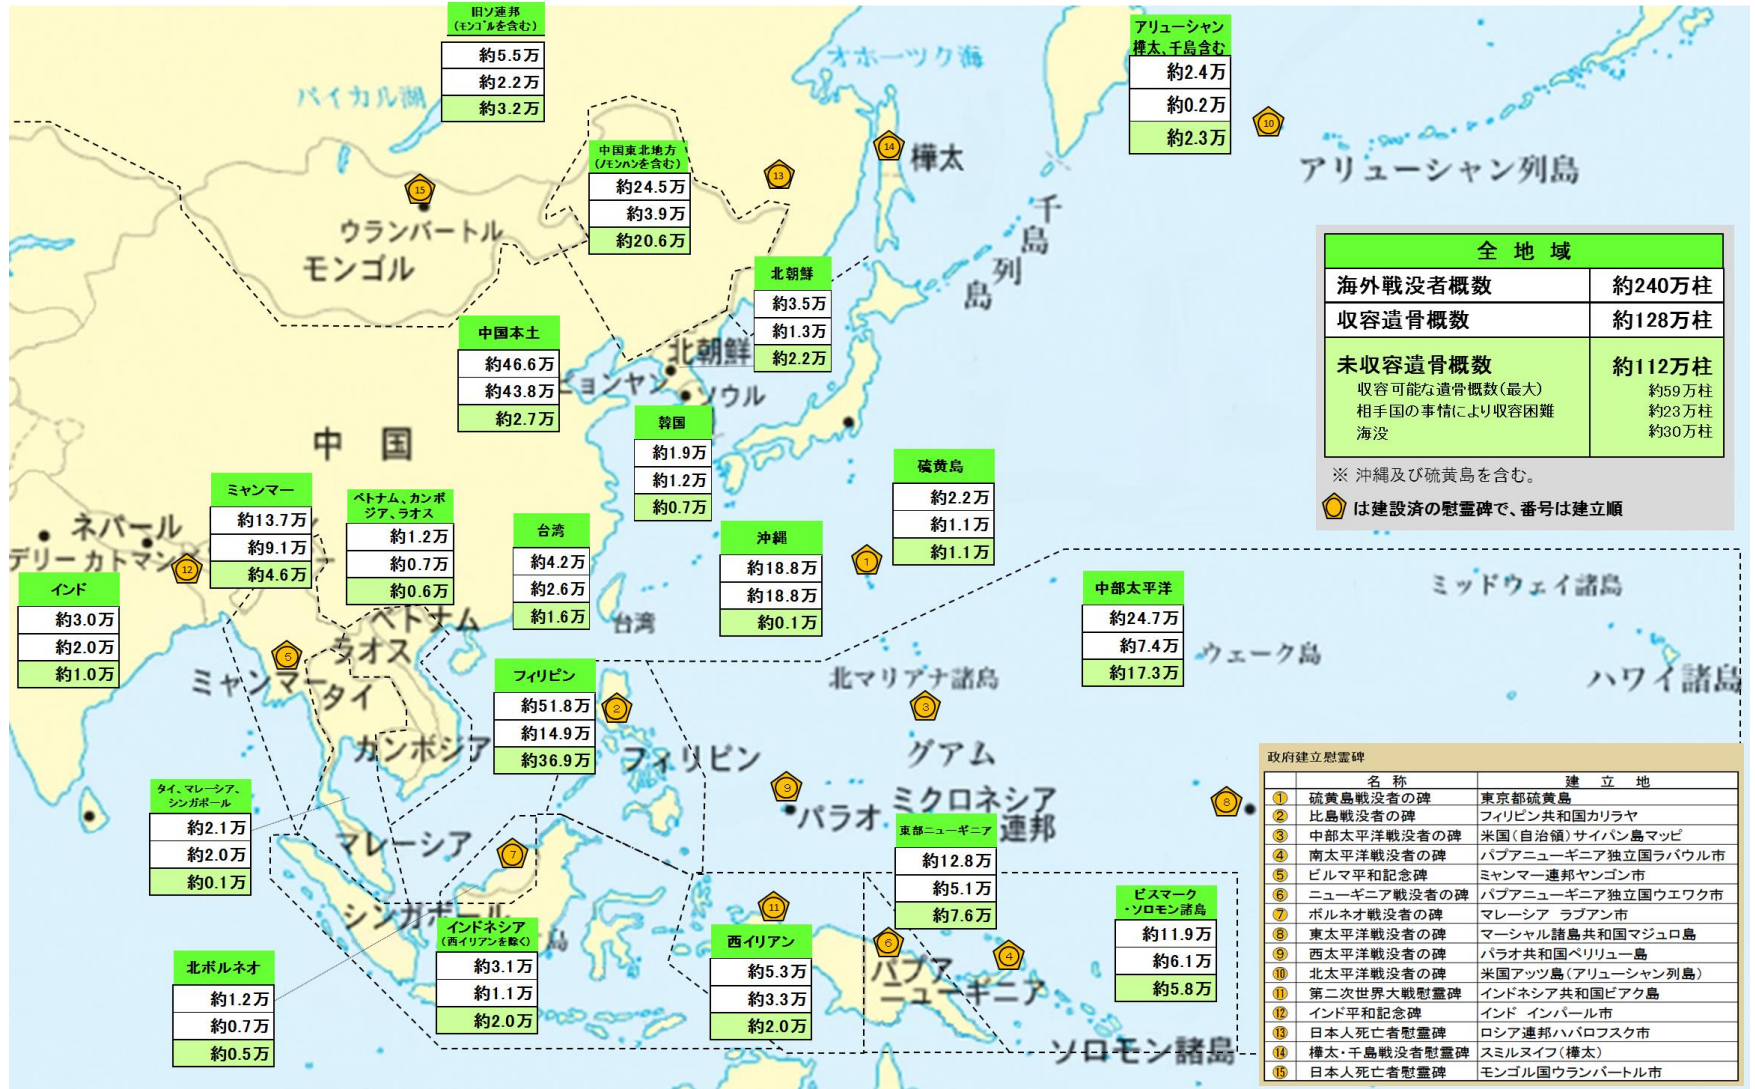 旧ソ連邦
(モンゴルを含む)
約5.5万
約2.2万
約3.2万
アリューシャン
樺太、千島含む
約2.4万
約0.2万
約2.3万
オホーツク海
バイカル湖
10
アリューシャン列島
14
樺太
中国東北地方
(ノモンハンを含む)
約24.5万
約3.9万
約20.6万
13
15
ウランバートル
モンゴル
千
島
列
島
北朝鮮
約3.5万
約1.3万
約2.2万
全 地 域
海外戦没者概数 約240万柱
収容遺骨概数 約128万柱
未収容遺骨概数 約112万柱
収容可能な遺骨概数(最大) 約59万柱
相手国の事情により収容困難 約23万柱
海没 約30万柱
※ 沖縄及び硫黄島を含む。
は建設済の慰霊碑で、番号は建立順
中国本土
約46.6万
約43.8万
約2.7万
北朝鮮
ピョンヤン
ソウル
中 国
韓国
約1.9万
約1.2万
約0.7万
硫黄島
約2.2万
約1.1万
約1.1万
1
ミャンマー
約13.7万
約9.1万
約4.6万
ベトナム、カンボ
ジア、ラオス
約1.2万
約0.7万
約0.6万
台湾
約4.2万
約2.6万
約1.6万
沖縄
約18.8万
約18.8万
約0.1万
ネパール
デリー
カトマンズ
12
インド
約3.0万
約2.0万
約1.0万
台湾
中部太平洋
約24.7万
約7.4万
約17.3万
ミッドウェイ諸島
ウェーク島
ハワイ諸島
ベトナム
ラオス
5
ミャンマー
タイ
カンボジア
フィリピン
約51.8万
約14.9万
約36.9万
2
フィリピン
北マリアナ諸島
3
グアム
9
パラオ
ミクロネシア
連邦
8
タイ、マレーシア、
シンガポール
約2.1万
約2.0万
約0.1万
マレーシア
7
シンガポール
島
東部ニューギニア
約12.8万
約5.1万
約7.6万
ビスマーク
・ソロモン諸島
約11.9万
約6.1万
約5.8万
インドネシア
(西イリアンを除く)
約3.1万
約1.1万
約2.0万
11
西イリアン
約5.3万
約3.3万
約2.0万
6
4
パプア
ニューギニア
ソロモン諸島
北ボルネオ
約1.2万
約0.7万
約0.5万
政府建立慰霊碑
名 称 建 立 地
① 硫黄島戦没者の碑 東京都硫黄島
② 比島戦没者の碑 フィリピン共和国カリラヤ
③ 中部太平洋戦没者の碑 米国(自治領)サイパン島マッピ
④ 南太平洋戦没者の碑 パプアニューギニア独立国ラバウル市
⑤ ビルマ平和記念碑 ミャンマー連邦ヤンゴン市
⑥ ニューギニア戦没者の碑 パプアニューギニア独立国ウエワク市
⑦ ボルネオ戦没者の碑 マレーシア ラブアン市
⑧ 東太平洋戦没者の碑 マーシャル諸島共和国マジュロ島
⑨ 西太平洋戦没者の碑 パラオ共和国ペリリュー島
⑩ 北太平洋戦没者の碑 米国アッツ島(アリューシャン列島)
⑪ 第二次世界大戦慰霊碑 インドネシア共和国ビアク島
⑫ インド平和記念碑 インド インパール市
⑬ 日本人死亡者慰霊碑 ロシア連邦ハバロフスク市
⑭ 樺太・千島戦没者慰霊碑 スミルヌイフ(樺太)
⑮ 日本人死亡者慰霊碑 モンゴル国ウランバートル市